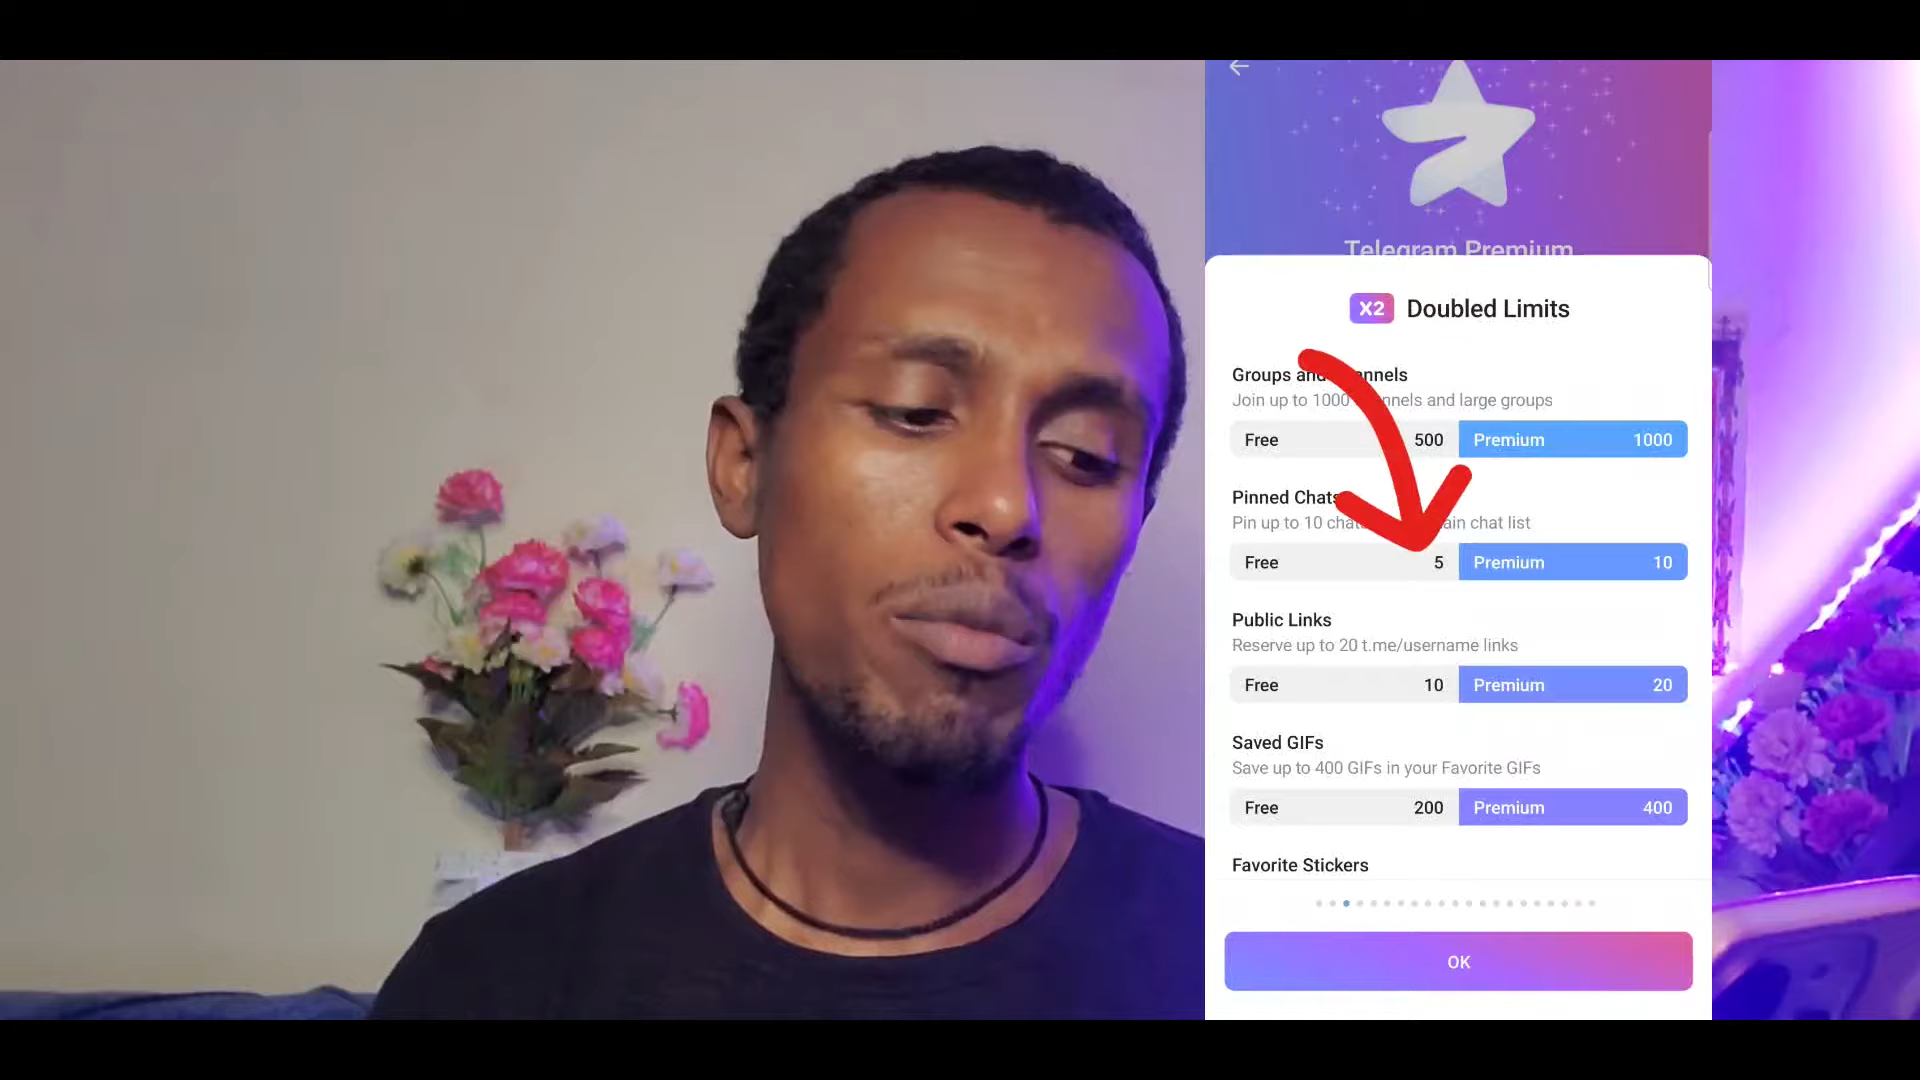 Telegram Premium
X2 Doubled Limits
Groups and Channels
Join up to 1000 channels and large groups
Free 500 Premium 1000
Pinned Chats
Pin up to 10 chats main chat list
Free 5 Premium 10
Public Links
Reserve up to 20 t.me/username links
Free 10 Premium 20
Saved GIFs
Save up to 400 GIFs in your Favorite GIFs
Free 200 Premium 400
Favorite Stickers
OK